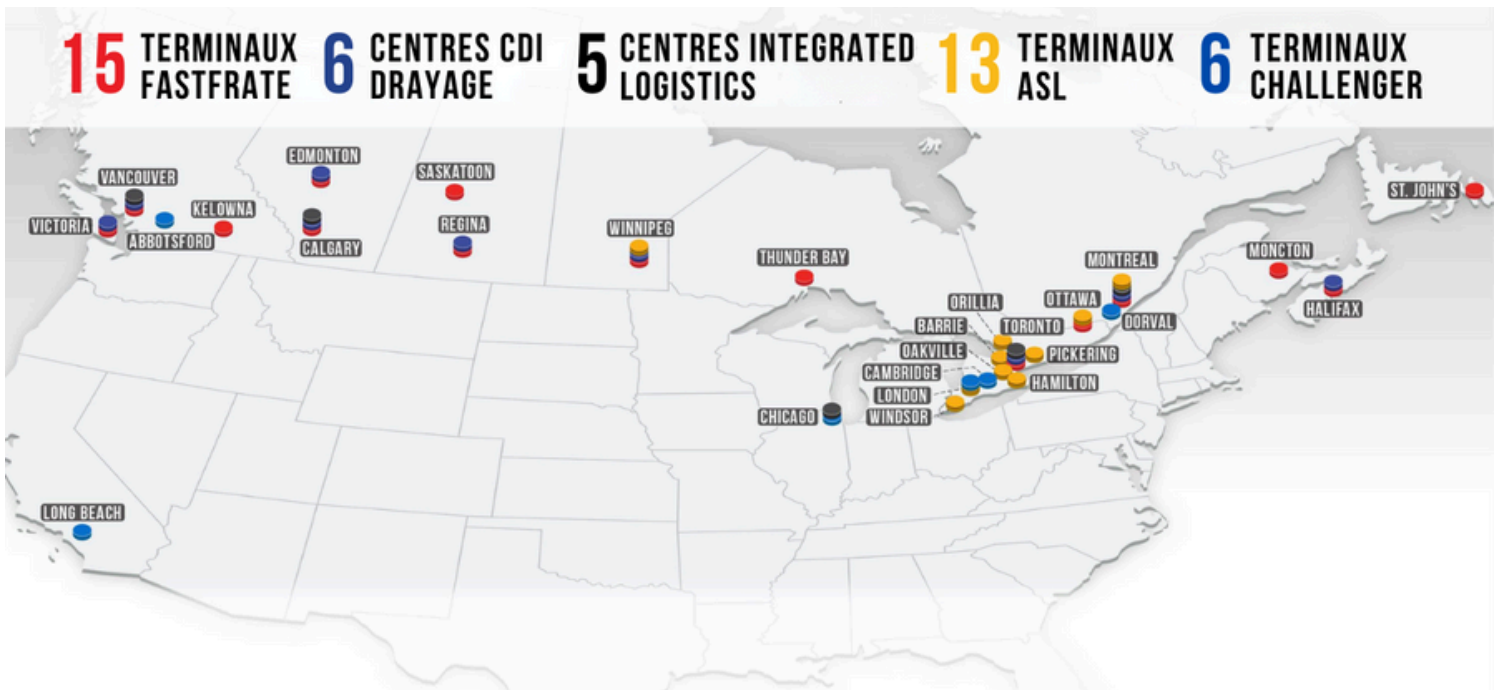 15 TERMINAUX FASTFRATE
6 CENTRES CDI DRAYAGE
5 CENTRES INTEGRATED LOGISTICS
13 TERMINAUX ASL
6 TERMINAUX CHALLENGER
EDMONTON
SASKATOON
VANCOUVER
ST. JOHN'S
KELOWNA
VICTORIA
ABBOTSFORD
CALGARY
REGINA
WINNIPEG
THUNDER BAY
MONTREAL
MONCTON
ORILLIA
OTTAWA
HALIFAX
BARRIE
TORONTO
DORVAL
OAKVILLE
PICKERING
CAMBRIDGE
HAMILTON
LONDON
CHICAGO
WINDSOR
LONG BEACH